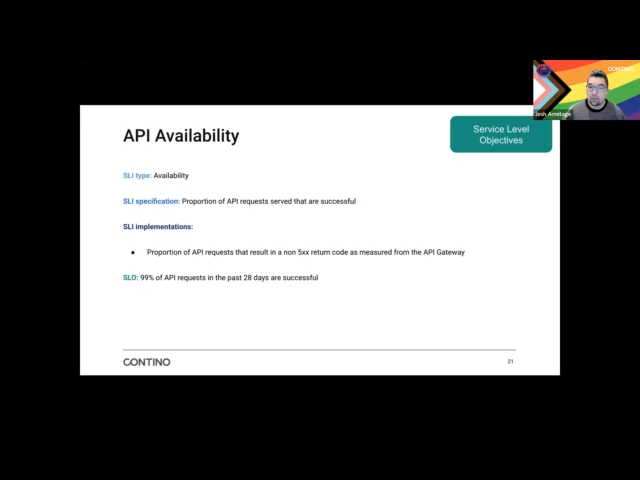 CONTINO
Josh Armitage
API Availability
Service Level
Objectives
SLI type: Availability
SLI specification: Proportion of API requests served that are successful
SLI implementations:
● Proportion of API requests that result in a non 5xx return code as measured from the API Gateway
SLO: 99% of API requests in the past 28 days are successful
CONTINO
21